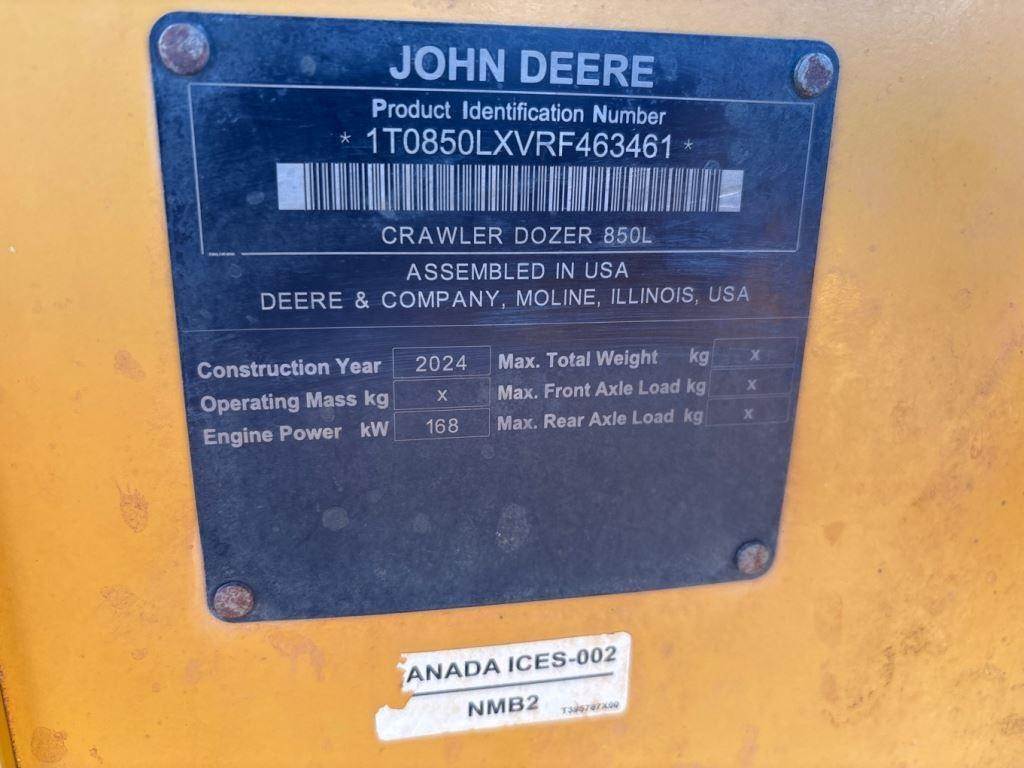 JOHN DEERE
Product Identification Number
* 1T0850LXVRF463461 *
CRAWLER DOZER 850L
ASSEMBLED IN USA
DEERE & COMPANY, MOLINE, ILLINOIS, USA
Construction Year 2024 Max. Total Weight kg x
Operating Mass kg x Max. Front Axle Load kg x
Engine Power kW 168 Max. Rear Axle Load kg x
ANADA ICES-002
NMB2